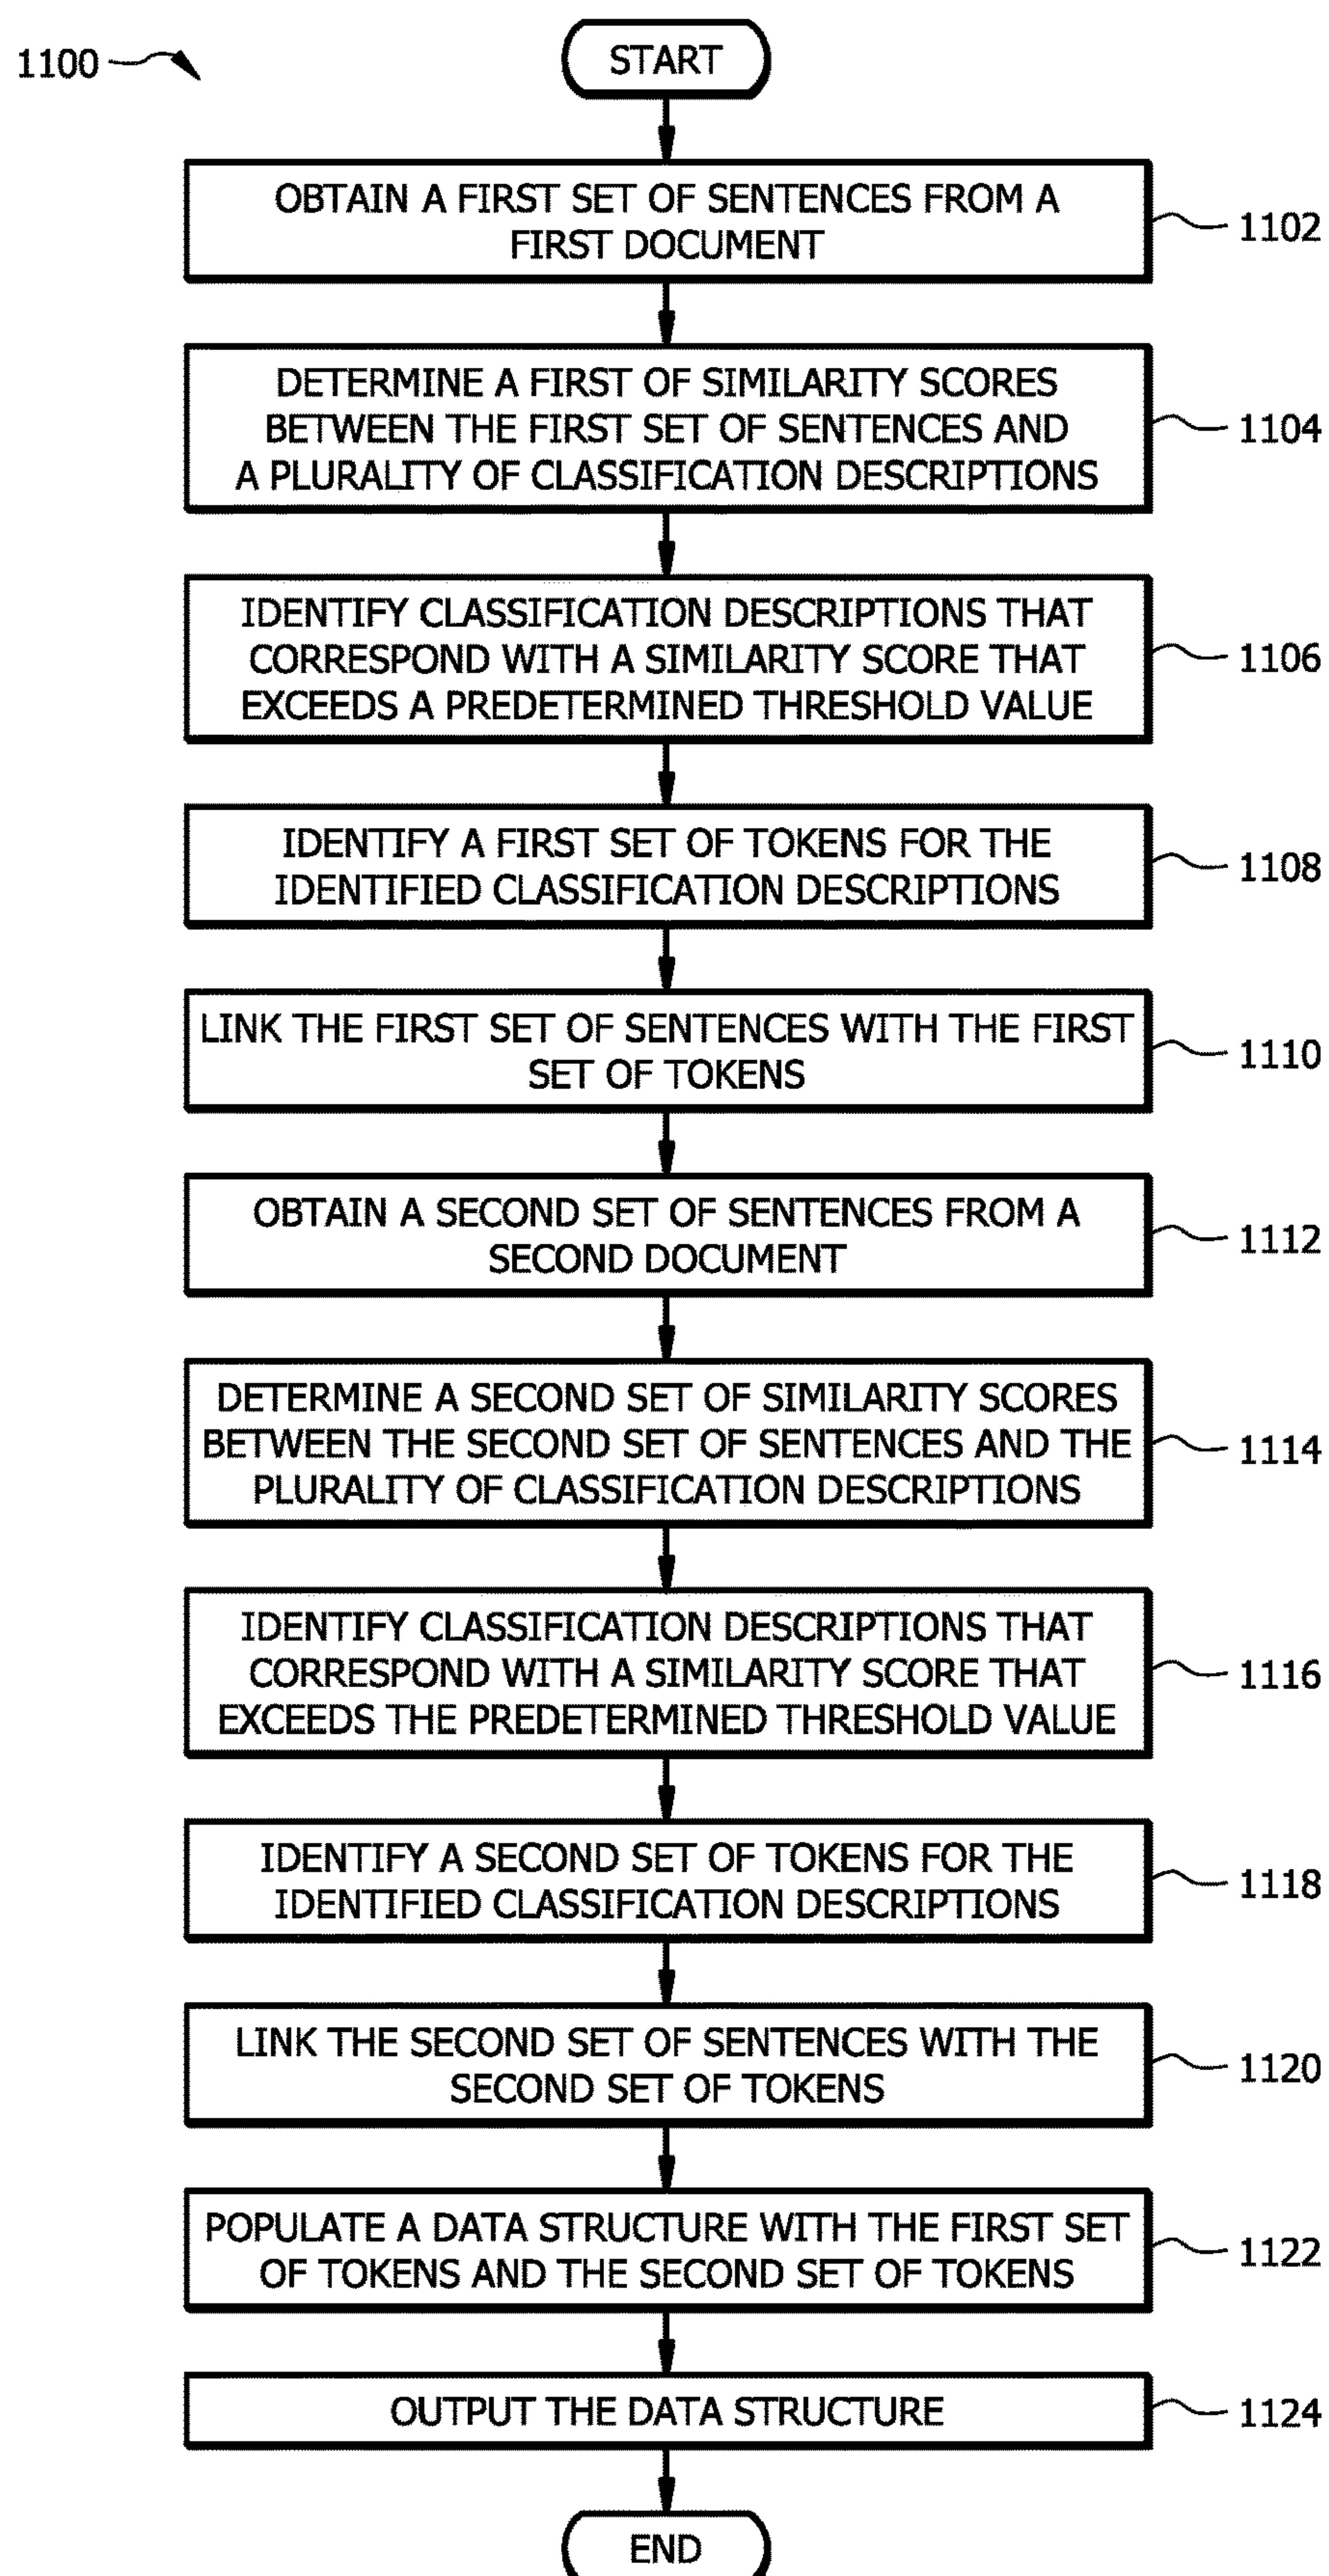 1100
START
OBTAIN A FIRST SET OF SENTENCES FROM A
FIRST DOCUMENT
1102
DETERMINE A FIRST OF SIMILARITY SCORES
BETWEEN THE FIRST SET OF SENTENCES AND
A PLURALITY OF CLASSIFICATION DESCRIPTIONS
1104
IDENTIFY CLASSIFICATION DESCRIPTIONS THAT
CORRESPOND WITH A SIMILARITY SCORE THAT
EXCEEDS A PREDETERMINED THRESHOLD VALUE
1106
IDENTIFY A FIRST SET OF TOKENS FOR THE
IDENTIFIED CLASSIFICATION DESCRIPTIONS
1108
LINK THE FIRST SET OF SENTENCES WITH THE FIRST
SET OF TOKENS
1110
OBTAIN A SECOND SET OF SENTENCES FROM A
SECOND DOCUMENT
1112
DETERMINE A SECOND SET OF SIMILARITY SCORES
BETWEEN THE SECOND SET OF SENTENCES AND THE
PLURALITY OF CLASSIFICATION DESCRIPTIONS
1114
IDENTIFY CLASSIFICATION DESCRIPTIONS THAT
CORRESPOND WITH A SIMILARITY SCORE THAT
EXCEEDS THE PREDETERMINED THRESHOLD VALUE
1116
IDENTIFY A SECOND SET OF TOKENS FOR THE
IDENTIFIED CLASSIFICATION DESCRIPTIONS
1118
LINK THE SECOND SET OF SENTENCES WITH THE
SECOND SET OF TOKENS
1120
POPULATE A DATA STRUCTURE WITH THE FIRST SET
OF TOKENS AND THE SECOND SET OF TOKENS
1122
OUTPUT THE DATA STRUCTURE
1124
END